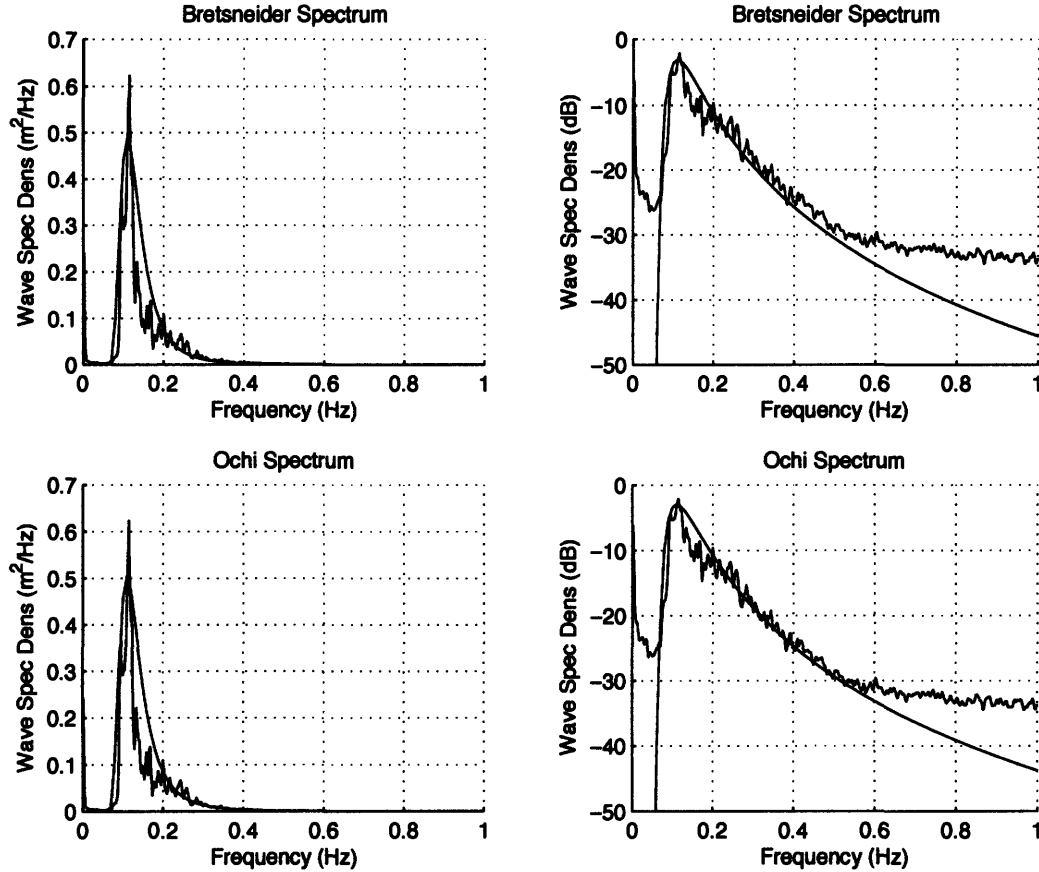 Bretsneider Spectrum
Wave Spec Dens (m²/Hz)
0.7
0.6
0.5
0.4
0.3
0.2
0.1
0
0 0.2 0.4 0.6 0.8 1
Frequency (Hz)
Bretsneider Spectrum
Wave Spec Dens (dB)
0
−10
−20
−30
−40
−50
0 0.2 0.4 0.6 0.8 1
Frequency (Hz)
Ochi Spectrum
Wave Spec Dens (m²/Hz)
0.7
0.6
0.5
0.4
0.3
0.2
0.1
0
0 0.2 0.4 0.6 0.8 1
Frequency (Hz)
Ochi Spectrum
Wave Spec Dens (dB)
0
−10
−20
−30
−40
−50
0 0.2 0.4 0.6 0.8 1
Frequency (Hz)